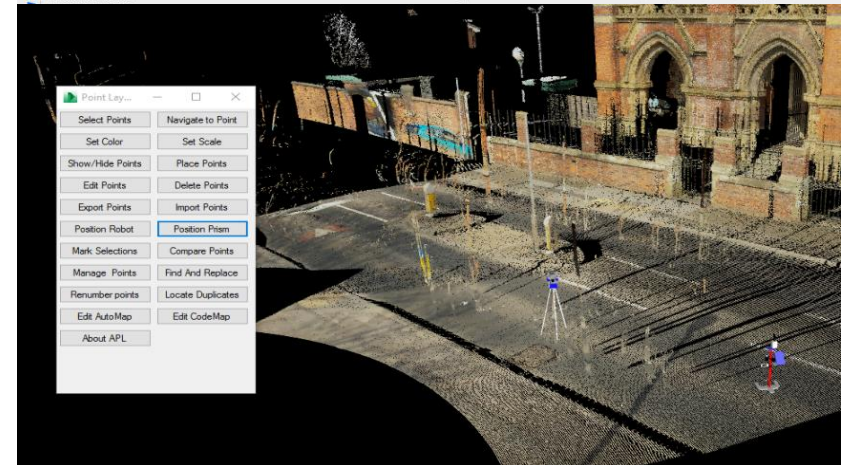 Point Lay...
Select Points Navigate to Point
Set Color Set Scale
Show/Hide Points Place Points
Edit Points Delete Points
Export Points Import Points
Position Robot Position Prism
Mark Selections Compare Points
Manage Points Find And Replace
Renumber points Locate Duplicates
Edit AutoMap Edit CodeMap
About APL